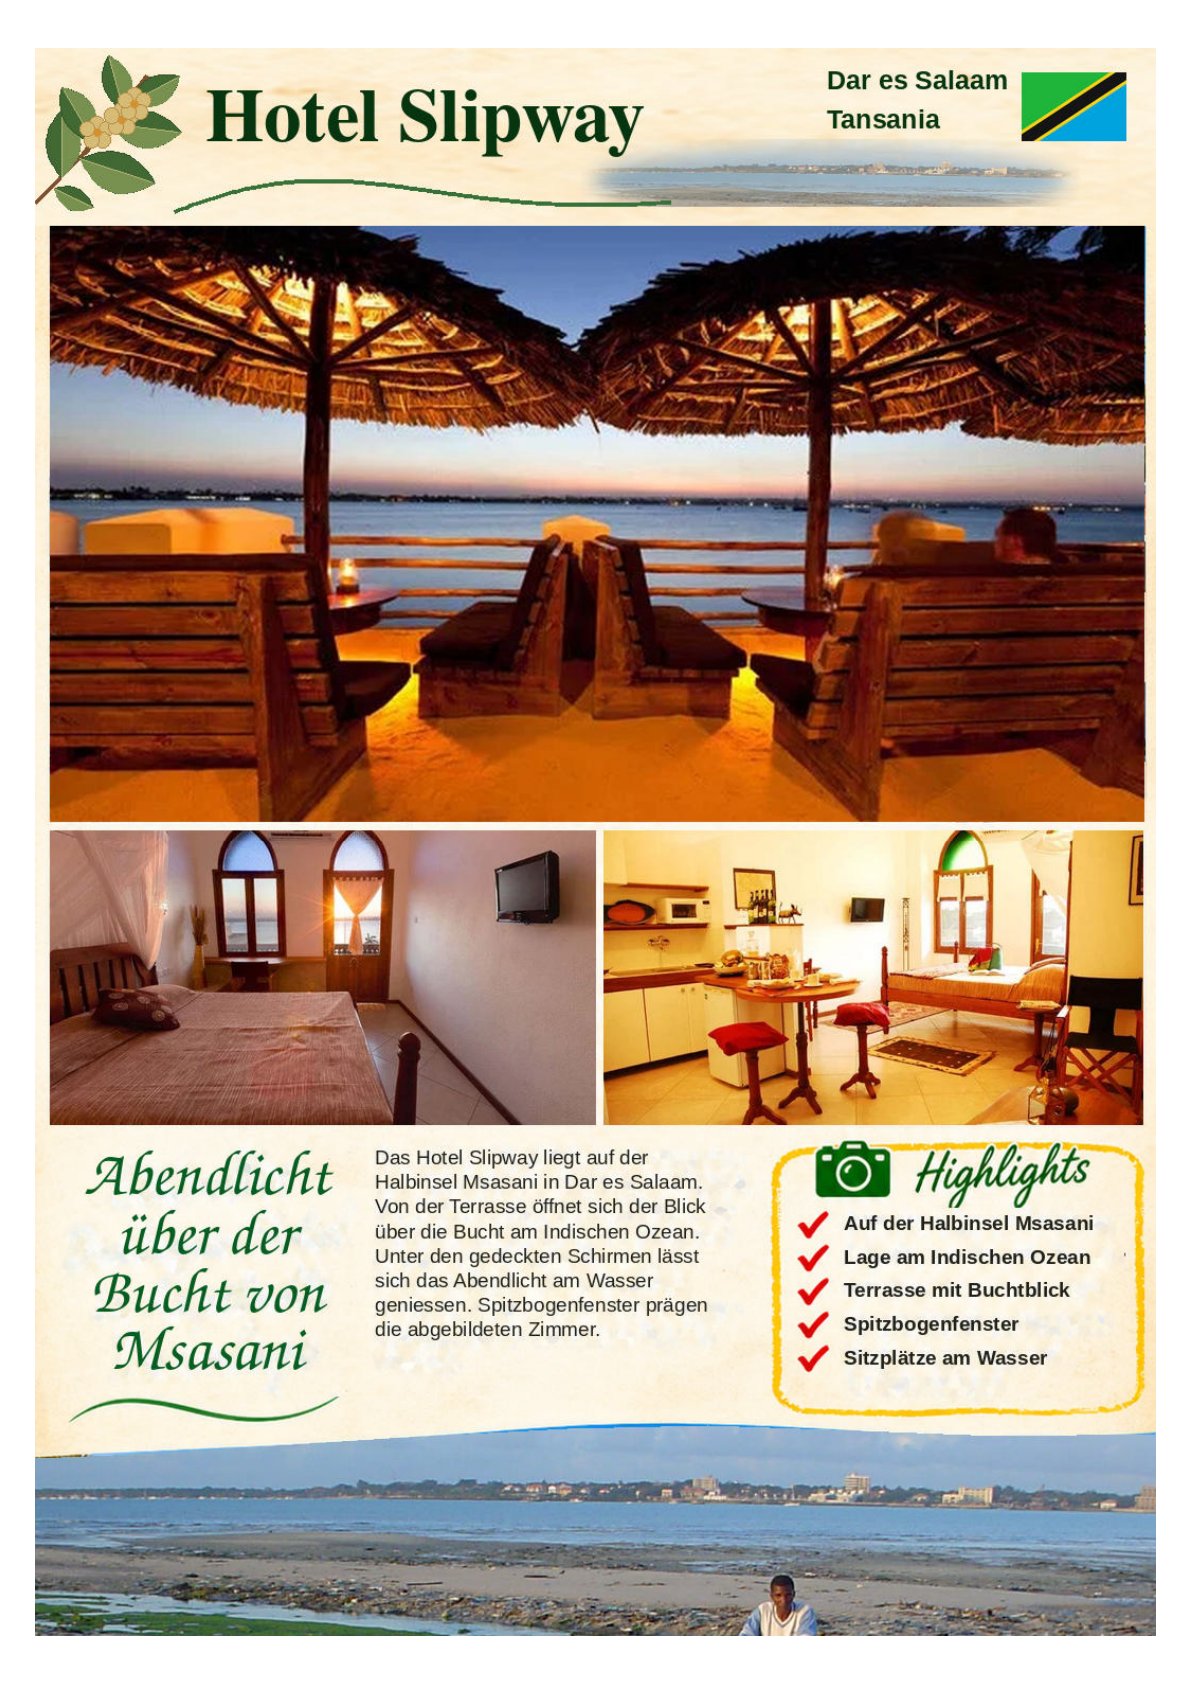 Hotel Slipway
Dar es Salaam
Tansania
Abendlicht
über der
Bucht von
Msasani
Das Hotel Slipway liegt auf der
Halbinsel Msasani in Dar es Salaam.
Von der Terrasse öffnet sich der Blick
über die Bucht am Indischen Ozean.
Unter den gedeckten Schirmen lässt
sich das Abendlicht am Wasser
geniessen. Spitzbogenfenster prägen
die abgebildeten Zimmer.
Highlights
Auf der Halbinsel Msasani
Lage am Indischen Ozean
Terrasse mit Buchtblick
Spitzbogenfenster
Sitzplätze am Wasser